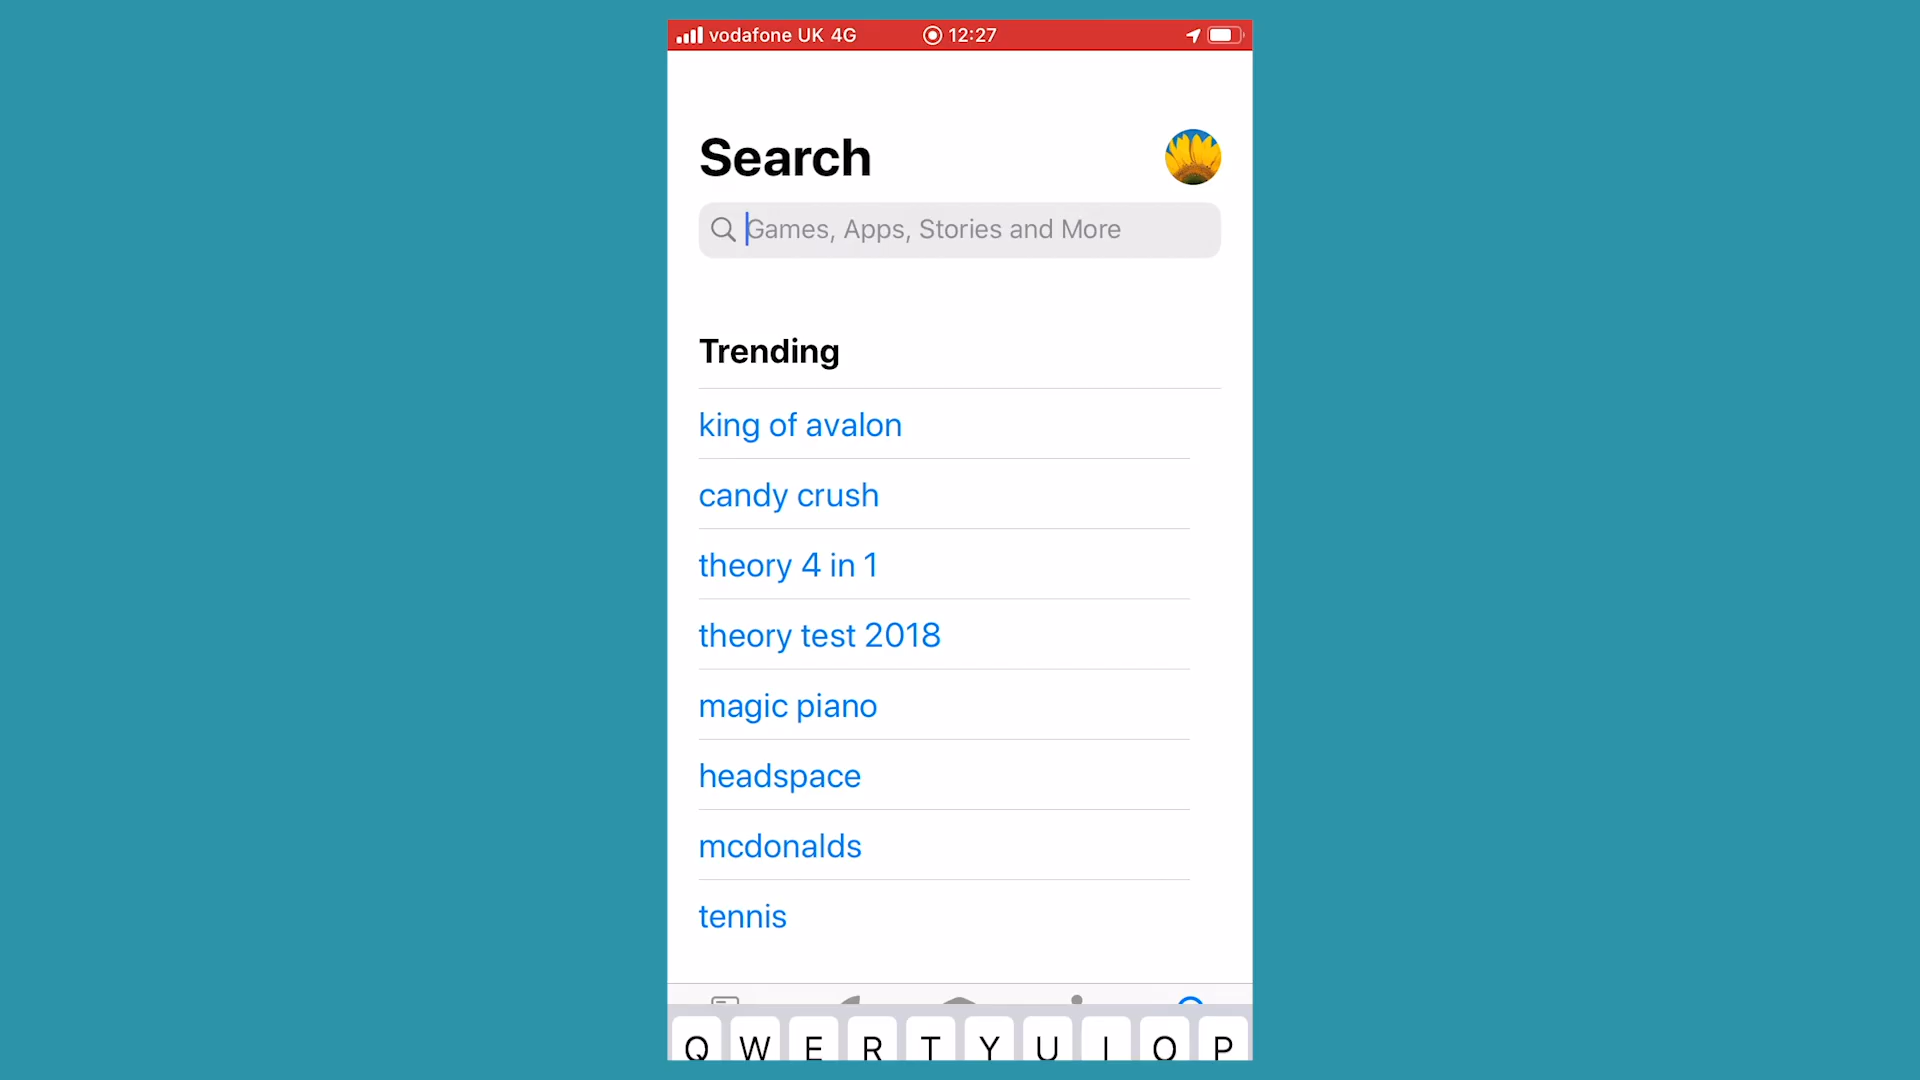 vodafone UK 4G 12:27
Search
Games, Apps, Stories and More
Trending
king of avalon
candy crush
theory 4 in 1
theory test 2018
magic piano
headspace
mcdonalds
tennis
Q W E R T Y U I O P